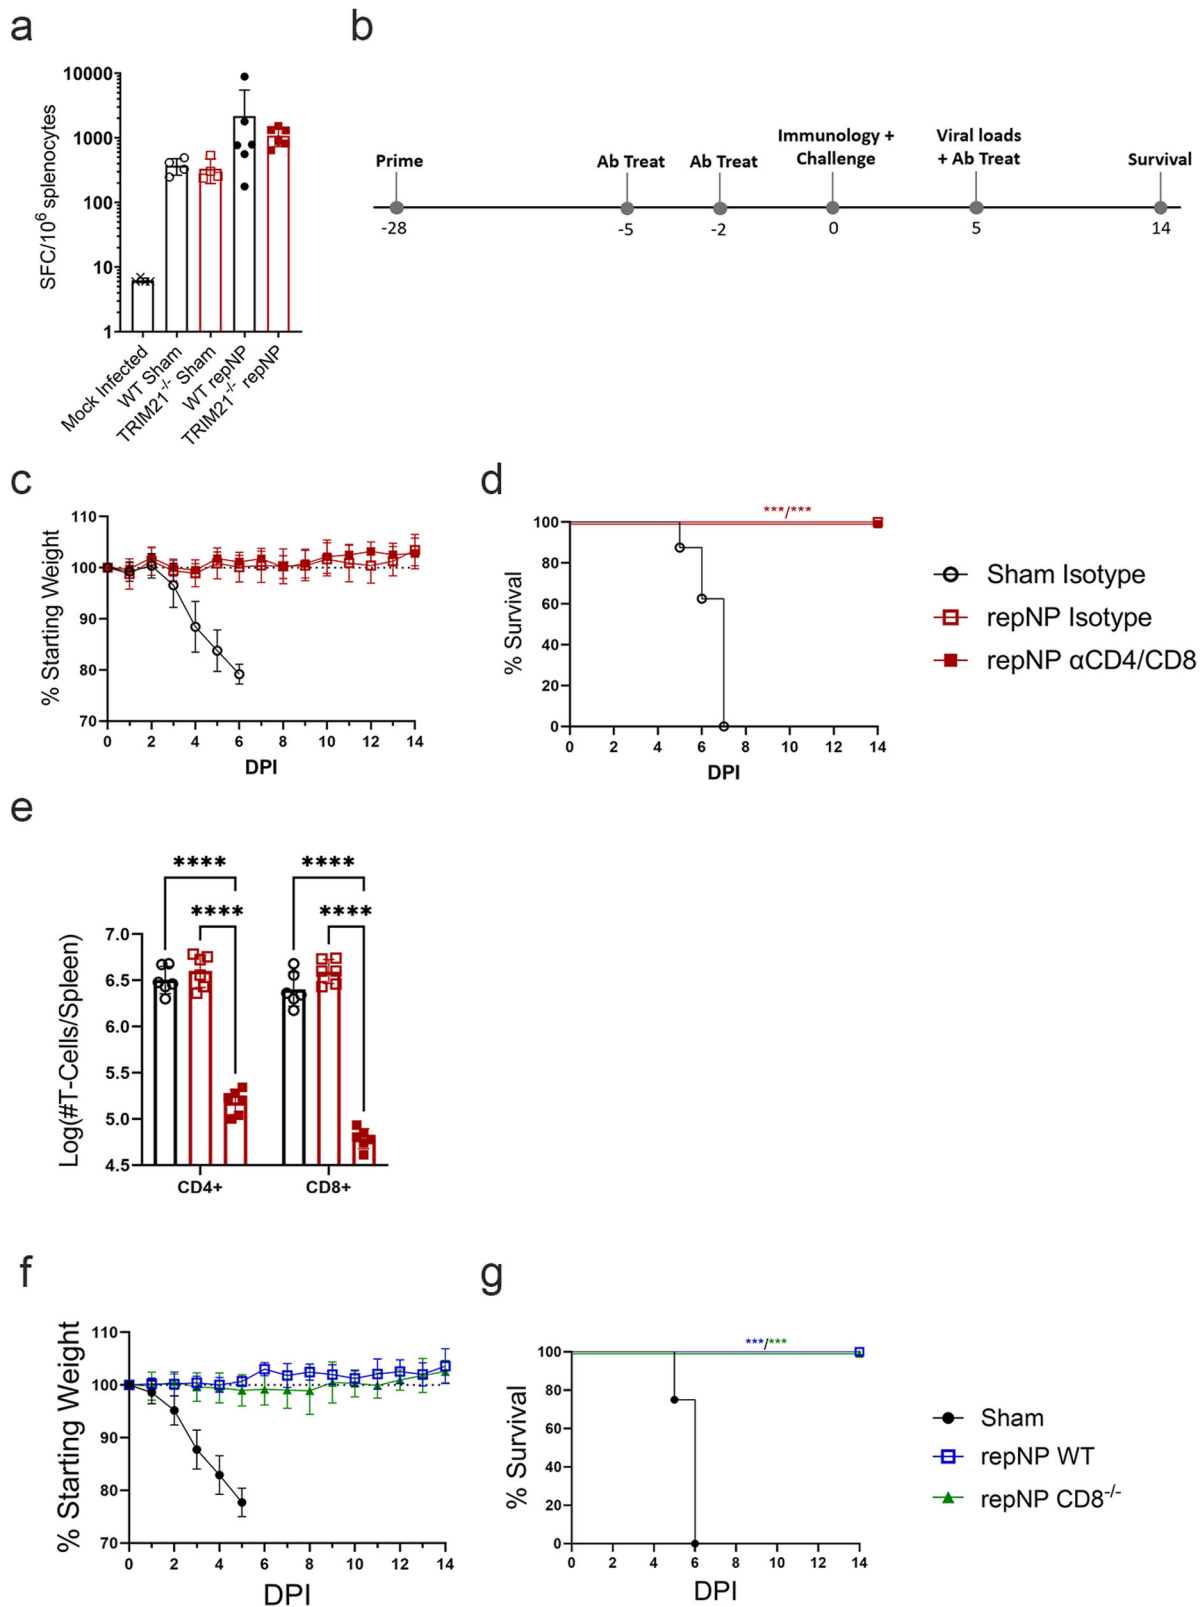 a
10000
1000
100
10
1
SFC/10⁶ splenocytes
Mock Infected
WT Sham
TRIM21⁻/⁻ Sham
WT repNP
TRIM21⁻/⁻ repNP
b
Prime
Ab Treat
Ab Treat
Immunology +
Challenge
Viral loads
+ Ab Treat
Survival
-28
-5
-2
0
5
14
c
110
100
90
80
70
% Starting Weight
0 2 4 6 8 10 12 14
DPI
d
***/***
100
80
60
40
20
0
% Survival
0 2 4 6 8 10 12 14
DPI
Sham Isotype
repNP Isotype
repNP αCD4/CD8
e
**** ****
**** ****
7.0
6.5
6.0
5.5
5.0
4.5
Log(#T-Cells/Spleen)
CD4+ CD8+
f
110
100
90
80
70
% Starting Weight
0 2 4 6 8 10 12 14
DPI
g
***/***
100
80
60
40
20
0
% Survival
0 2 4 6 8 10 12 14
DPI
Sham
repNP WT
repNP CD8⁻/⁻